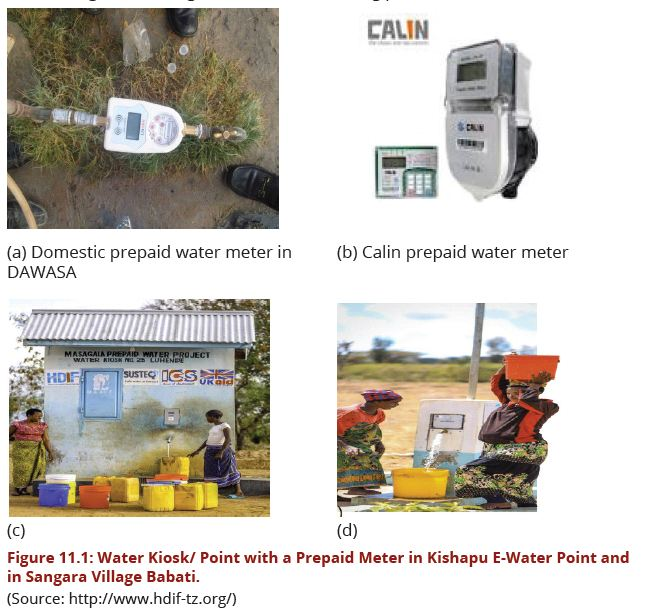 CALIN
CALIN
(a) Domestic prepaid water meter in
DAWASA
(b) Calin prepaid water meter
MASAGALA PREPAID WATER PROJECT
WATER KIOSK NO. 25 LUHENDE
HDIF
SUSTEQ
ICS
UKaid
(c)
(d)
Figure 11.1: Water Kiosk/ Point with a Prepaid Meter in Kishapu E-Water Point and
in Sangara Village Babati.
(Source: http://www.hdif-tz.org/)